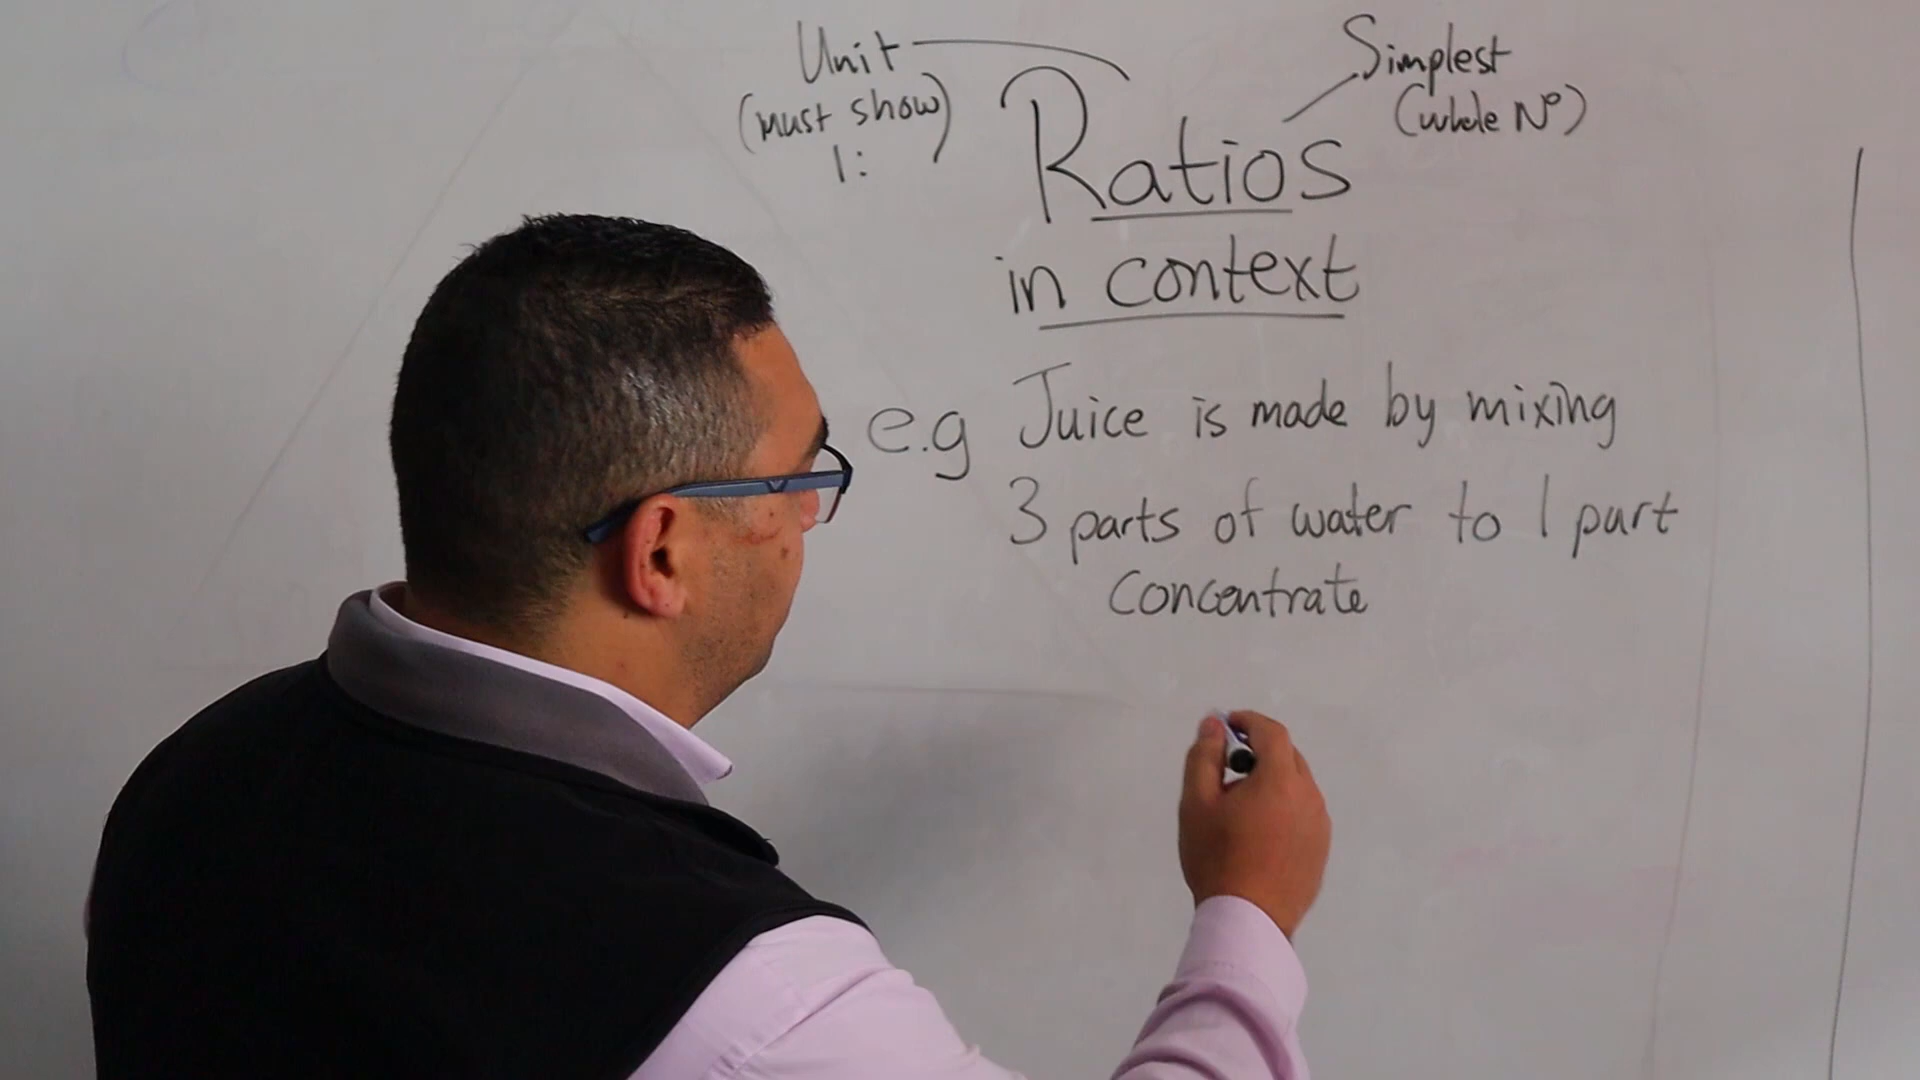 Unit
(must show)
1:
Simplest
(whole Nº)
Ratios
in context
e.g Juice is made by mixing
3 parts of water to 1 part
Concentrate